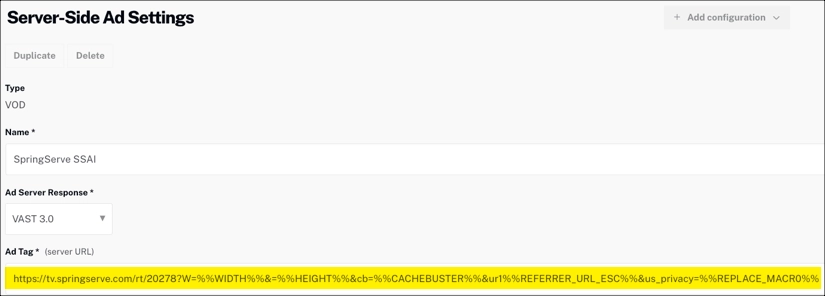 Server-Side Ad Settings
+ Add configuration
Duplicate Delete
Type
VOD
Name *
SpringServe SSAI
Ad Server Response *
VAST 3.0
Ad Tag * (server URL)
https://tv.springserve.com/rt/20278?W=%%WIDTH%%&=%%HEIGHT%%&cb=%%CACHEBUSTER%%&ur1%%REFERRER_URL_ESC%%&us_privacy=%%REPLACE_MACR0%%